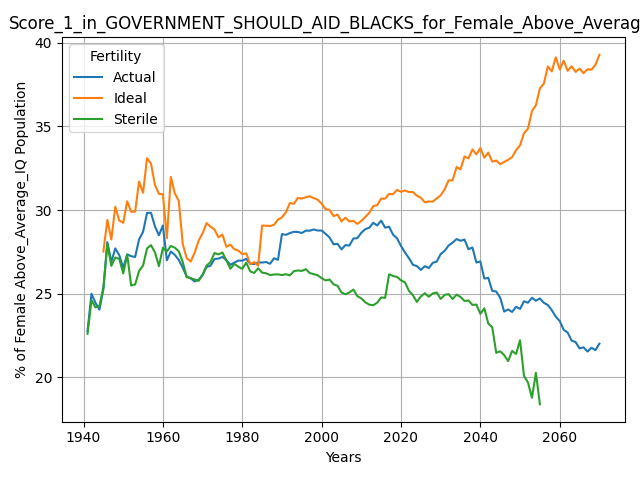 Score_1_in_GOVERNMENT_SHOULD_AID_BLACKS_for_Female_Above_Averag
Fertility
Actual
Ideal
Sterile
% of Female Above_Average_IQ Population
40
35
30
25
20
1940 1960 1980 2000 2020 2040 2060
Years